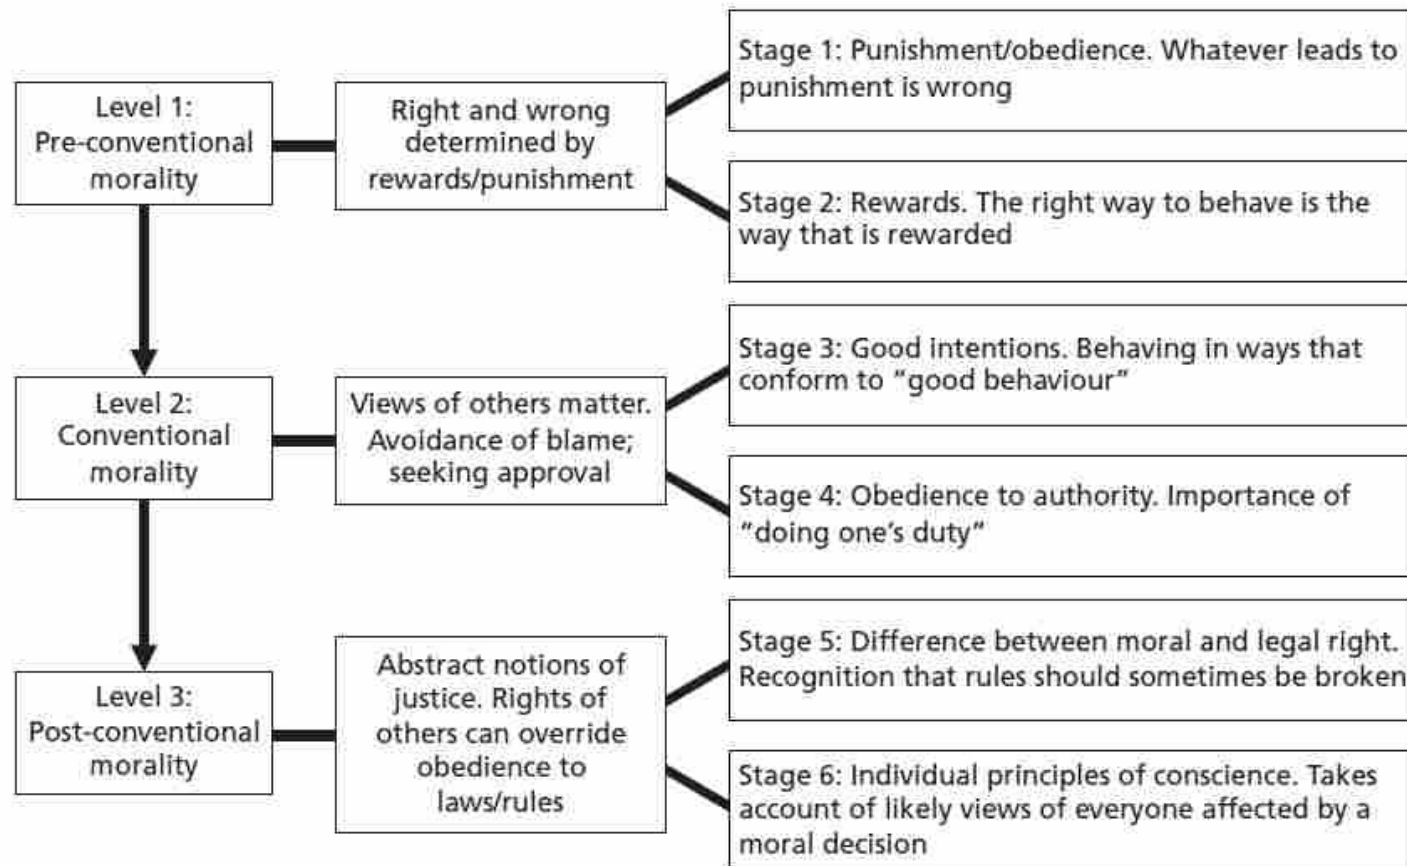 Level 1:
Pre-conventional
morality
Right and wrong
determined by
rewards/punishment
Stage 1: Punishment/obedience. Whatever leads to
punishment is wrong
Stage 2: Rewards. The right way to behave is the
way that is rewarded
Level 2:
Conventional
morality
Views of others matter.
Avoidance of blame;
seeking approval
Stage 3: Good intentions. Behaving in ways that
conform to “good behaviour”
Stage 4: Obedience to authority. Importance of
“doing one’s duty”
Level 3:
Post-conventional
morality
Abstract notions of
justice. Rights of
others can override
obedience to
laws/rules
Stage 5: Difference between moral and legal right.
Recognition that rules should sometimes be broken
Stage 6: Individual principles of conscience. Takes
account of likely views of everyone affected by a
moral decision